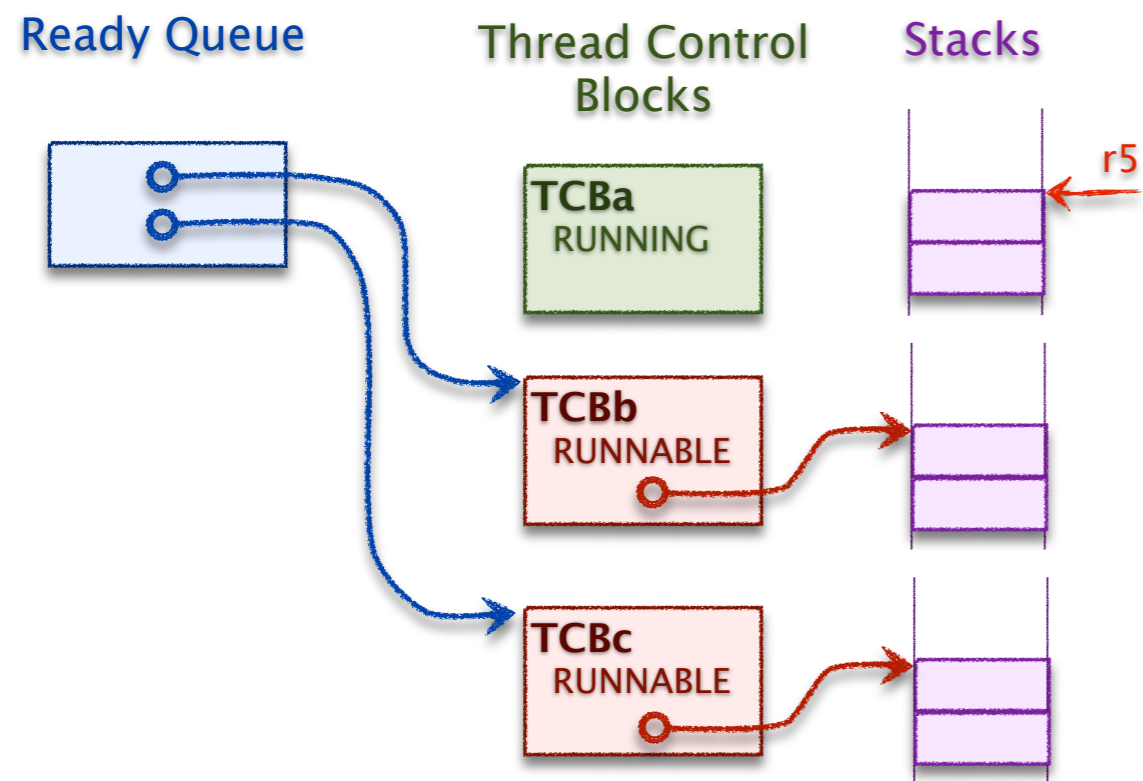 Ready Queue
Thread Control
Blocks
Stacks
r5
TCBa
RUNNING
TCBb
RUNNABLE
TCBc
RUNNABLE